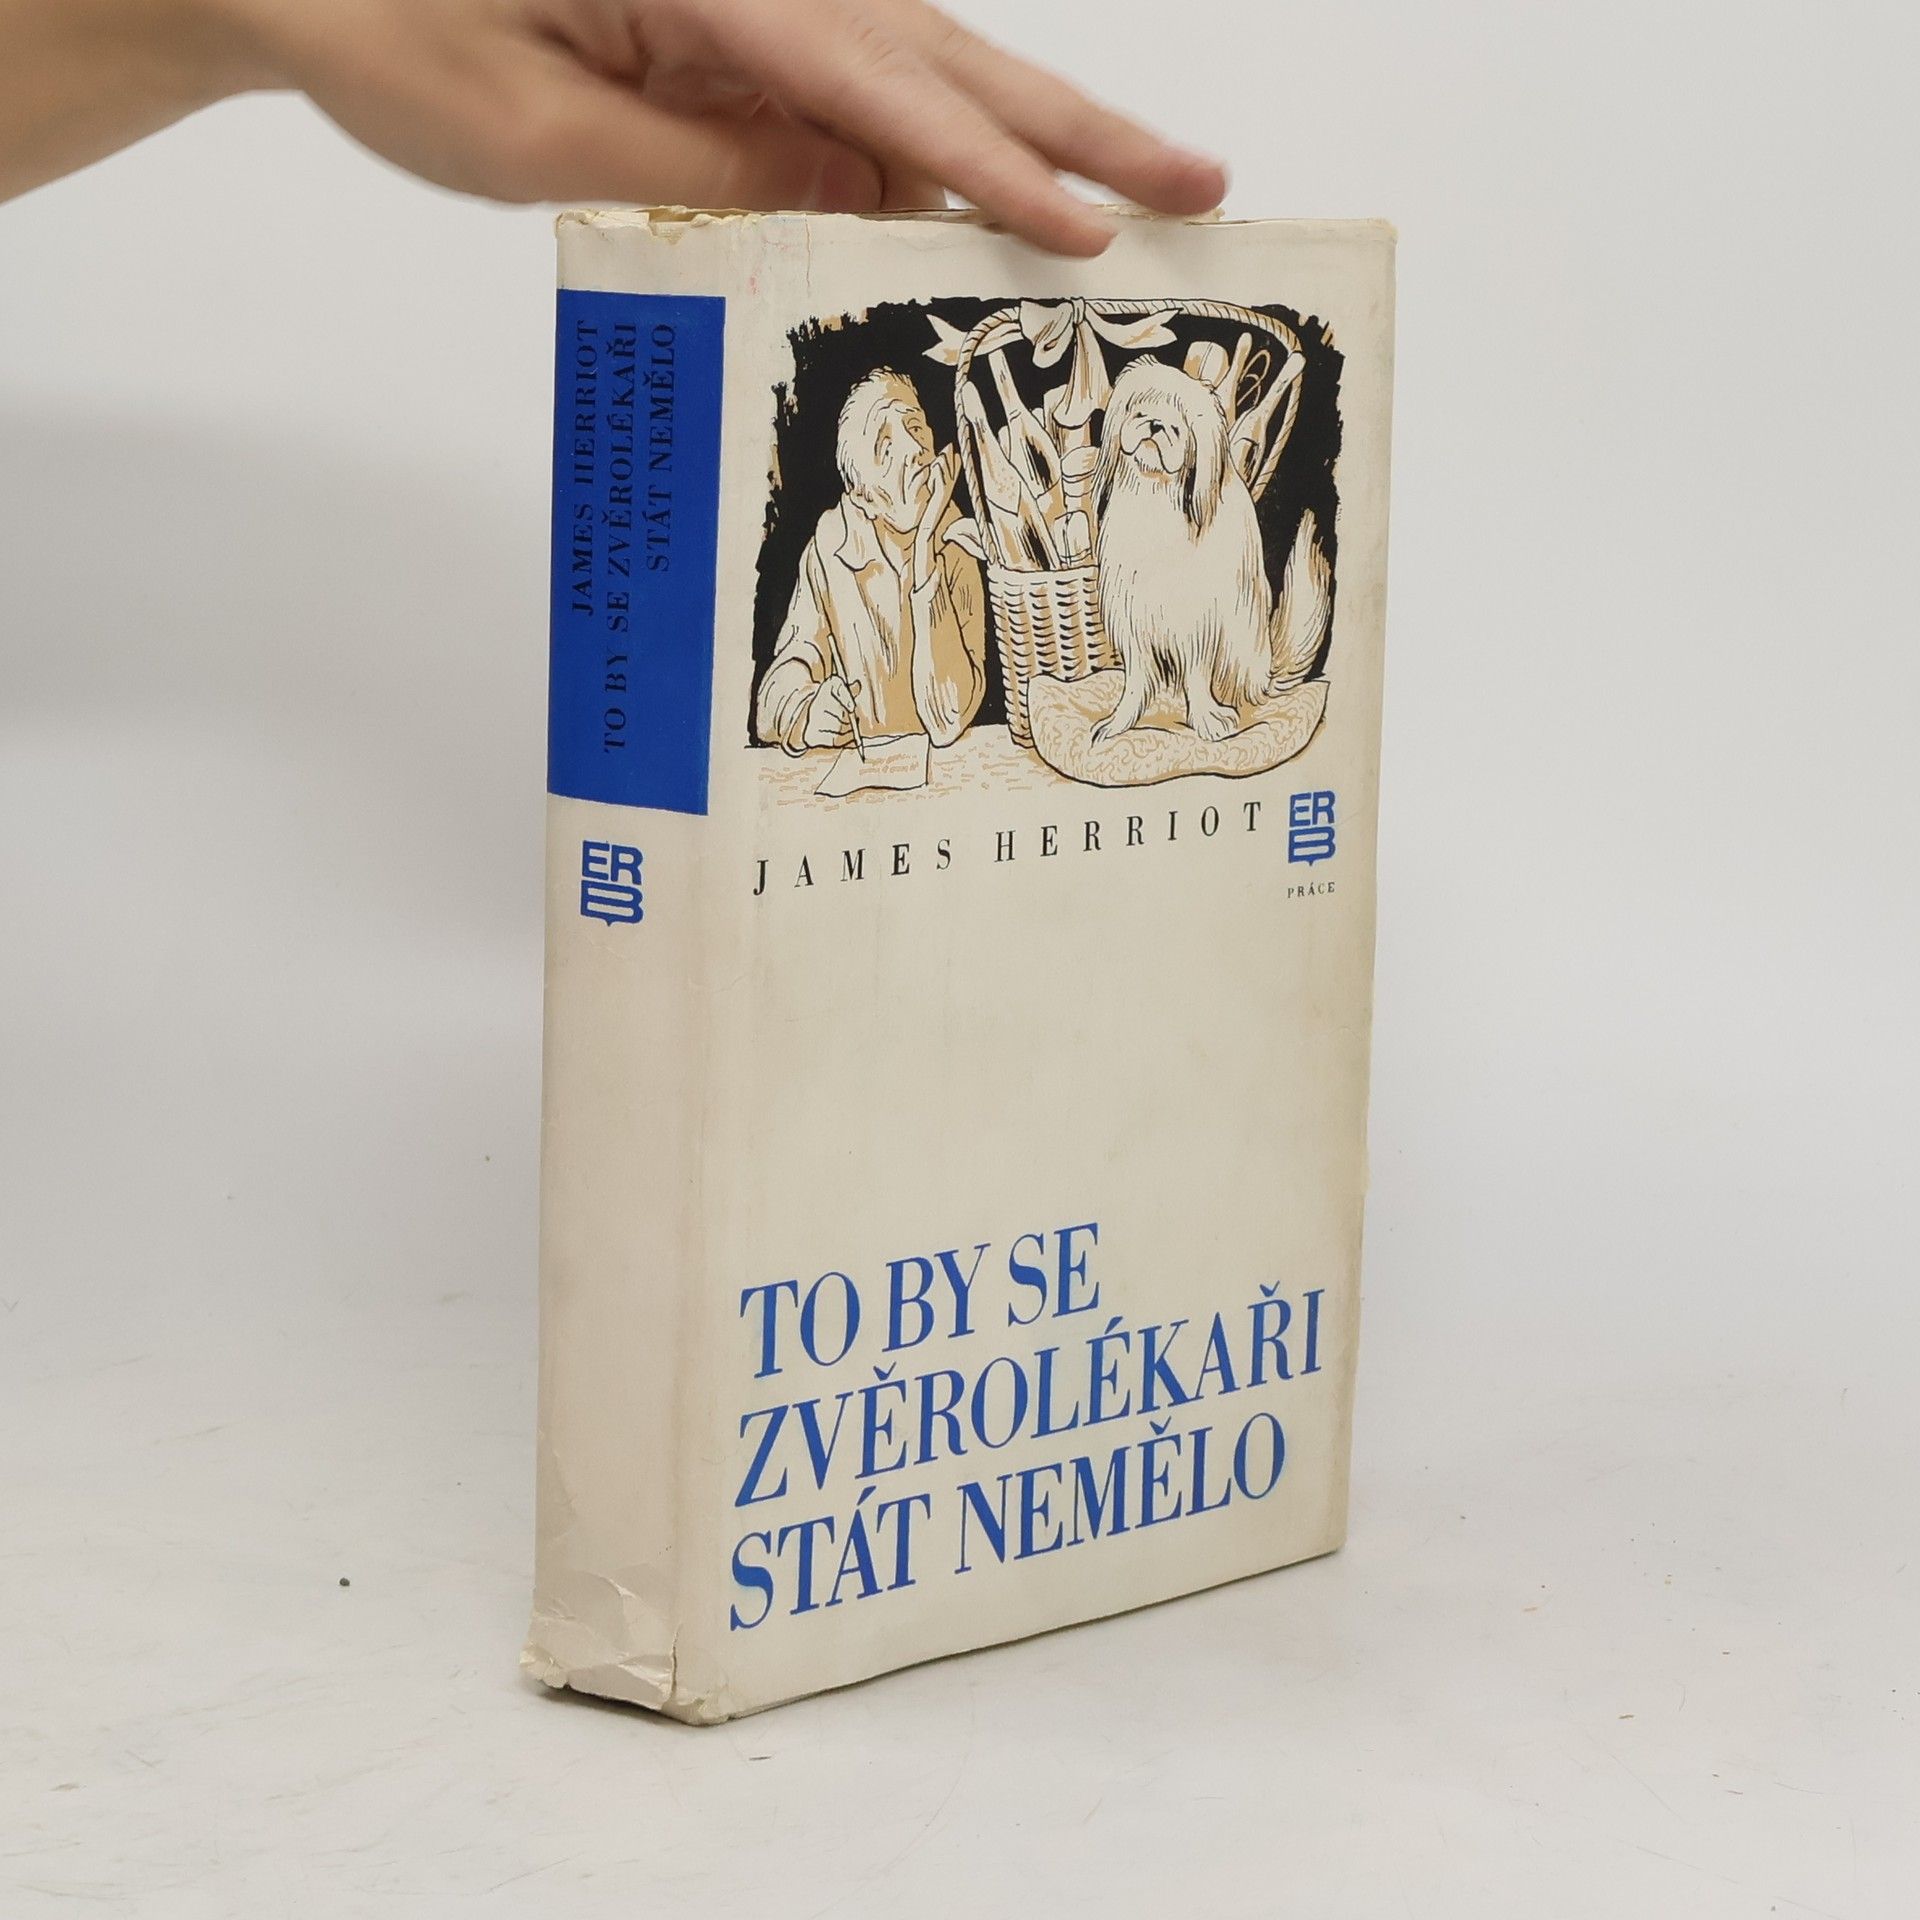 JAMES HERRIOT
TO BY SE ZVĚROLÉKAŘI
STÁT NEMĚLO
ERB
JAMES HERRIOT
ERB
PRÁCE
TO BY SE
ZVĚROLÉKAŘI
STÁT NEMĚLO